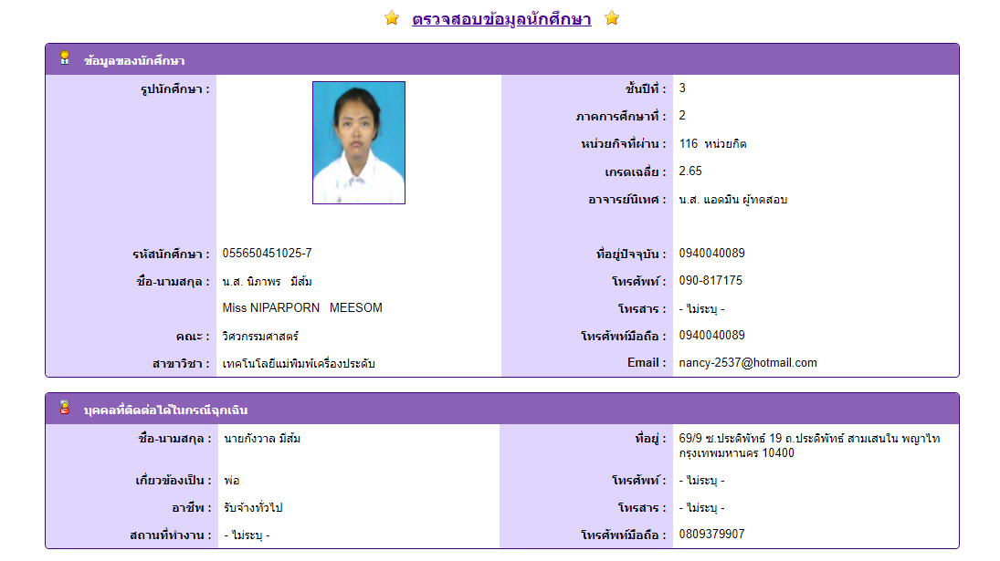 ตรวจสอบข้อมูลนักศึกษา
ข้อมูลของนักศึกษา
รูปนักศึกษา :
ชั้นปีที่ : 3
ภาคการศึกษาที่ : 2
หน่วยกิจที่ผ่าน : 116 หน่วยกิต
เกรดเฉลี่ย : 2.65
อาจารย์นิเทศ : น.ส. แอดมิน ผู้ทดสอบ
รหัสนักศึกษา : 055650451025-7 ที่อยู่ปัจจุบัน : 0940040089
ชื่อ-นามสกุล : น.ส. นิภาพร มีส้ม โทรศัพท์ : 090-817175
Miss NIPARPORN MEESOM โทรสาร : - ไม่ระบุ -
คณะ : วิศวกรรมศาสตร์ โทรศัพท์มือถือ : 0940040089
สาขาวิชา : เทคโนโลยีแม่พิมพ์เครื่องประดับ Email : nancy-2537@hotmail.com
บุคคลที่ติดต่อได้ในกรณีฉุกเฉิน
ชื่อ-นามสกุล : นายกังวาล มีส้ม ที่อยู่ : 69/9 ซ.ประดิพัทธ์ 19 ถ.ประดิพัทธ์ สามเสนใน พญาไท
กรุงเทพมหานคร 10400
เกี่ยวข้องเป็น : พ่อ โทรศัพท์ : - ไม่ระบุ -
อาชีพ : รับจ้างทั่วไป โทรสาร : - ไม่ระบุ -
สถานที่ทำงาน : - ไม่ระบุ - โทรศัพท์มือถือ : 0809379907